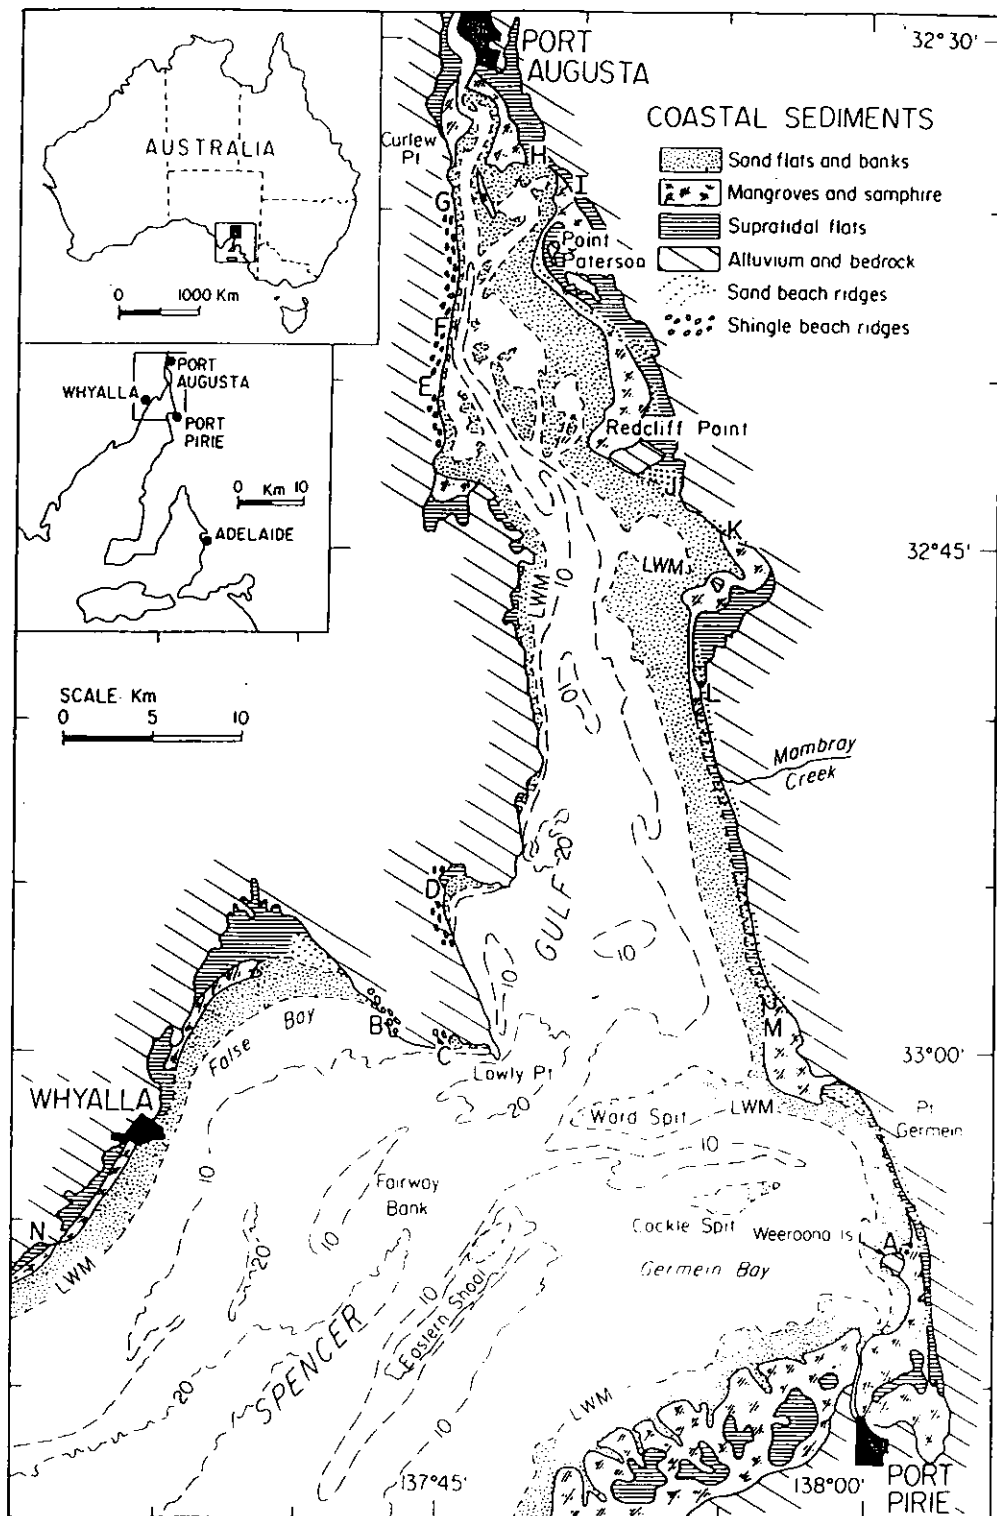 PORT
AUGUSTA
32°30'
AUSTRALIA
0 1000 Km
COASTAL SEDIMENTS
Sand flats and banks
Mangroves and samphire
Supratidal flats
Alluvium and bedrock
Sand beach ridges
Shingle beach ridges
Curlew
Pt
H
I
G
Point
Paterson
F
E
WHYALLA
PORT
AUGUSTA
PORT
PIRIE
0 Km 10
ADELAIDE
Redcliff Point
J
K
32°45'
LWM
10
LWM
10
L
SCALE Km
0 5 10
Mambray
Creek
20
D
GULF
10
10
B
C
M
False Bay
Lowly Pt
20
33°00'
WHYALLA
Ward Spit
LWM
Pt
Germein
10
10
Fairway
Bank
10
N
LWM
20
Cockle Spit
Weeroona Is
A
Germein Bay
10
Eastern Shoal
SPENCER
20
10
LWM
137°45'
138°00'
PORT
PIRIE